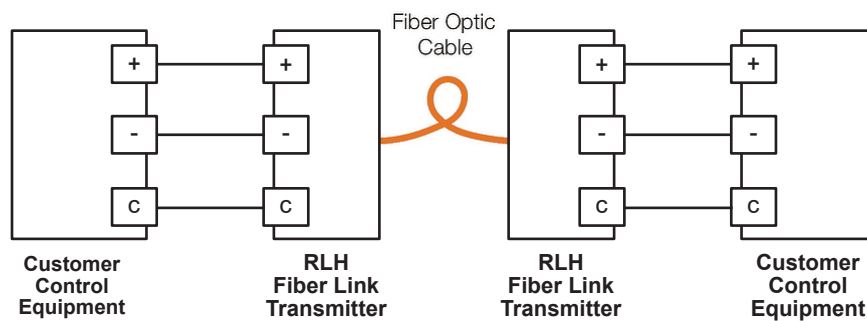 Fiber Optic
Cable
+
+
+
+
-
-
-
-
C
C
C
C
Customer
Control
Equipment
RLH
Fiber Link
Transmitter
RLH
Fiber Link
Transmitter
Customer
Control
Equipment